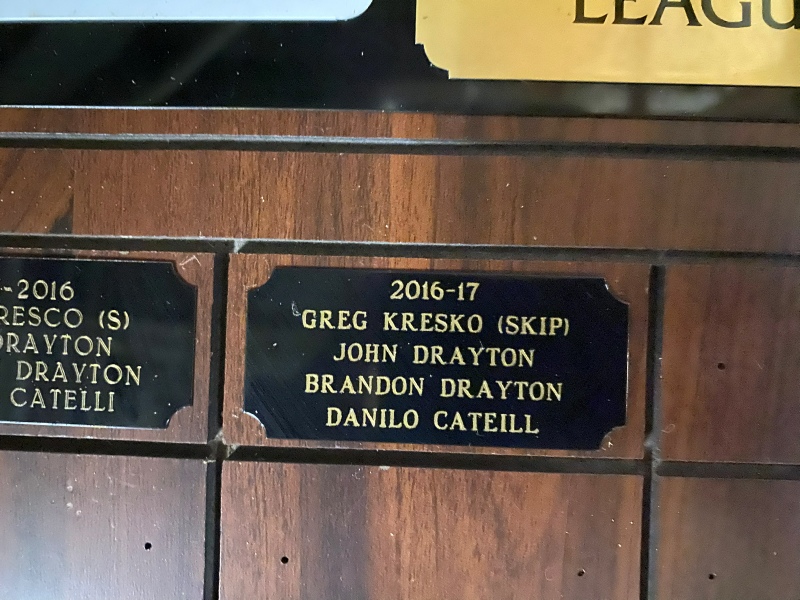 LEAGU
-2016
RESCO (S)
DRAYTON
DRAYTON
CATELLI
2016-17
GREG KRESKO (SKIP)
JOHN DRAYTON
BRANDON DRAYTON
DANILO CATEILL